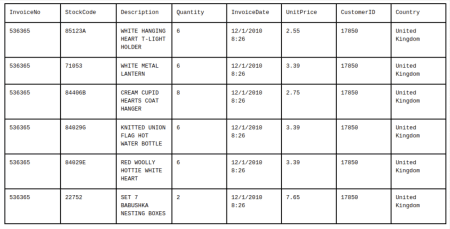 InvoiceNo StockCode Description Quantity InvoiceDate UnitPrice CustomerID Country
536365 85123A WHITE HANGING 6 12/1/2010 2.55 17850 United
HEART T-LIGHT 8:26 Kingdom
HOLDER
536365 71053 WHITE METAL 6 12/1/2010 3.39 17850 United
LANTERN 8:26 Kingdom
536365 84406B CREAM CUPID 8 12/1/2010 2.75 17850 United
HEARTS COAT 8:26 Kingdom
HANGER
536365 84029G KNITTED UNION 6 12/1/2010 3.39 17850 United
FLAG HOT 8:26 Kingdom
WATER BOTTLE
536365 84029E RED WOOLLY 6 12/1/2010 3.39 17850 United
HOTTIE WHITE 8:26 Kingdom
HEART
536365 22752 SET 7 2 12/1/2010 7.65 17850 United
BABUSHKA 8:26 Kingdom
NESTING BOXES